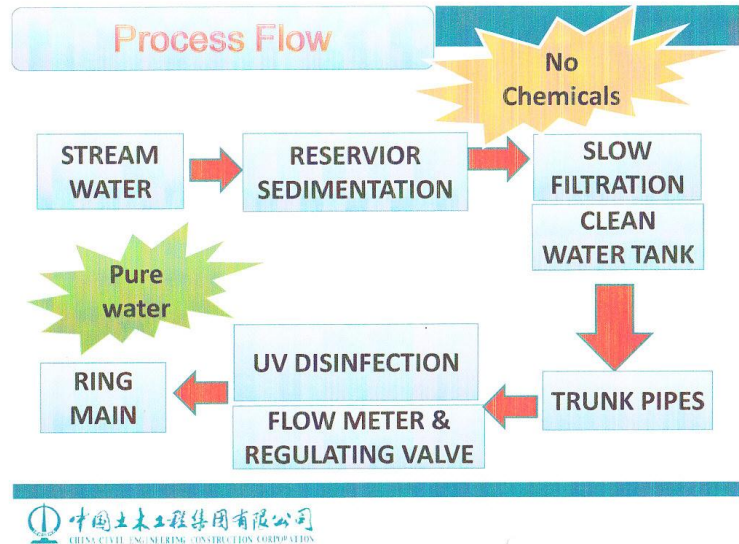 Process Flow
No
Chemicals
STREAM
WATER
RESERVIOR
SEDIMENTATION
SLOW
FILTRATION
CLEAN
WATER TANK
Pure
water
UV DISINFECTION
RING
MAIN
TRUNK PIPES
FLOW METER &
REGULATING VALVE
中国土木工程集团有限公司
CHINA CIVIL ENGINEERING CONSTRUCTION CORPORATION